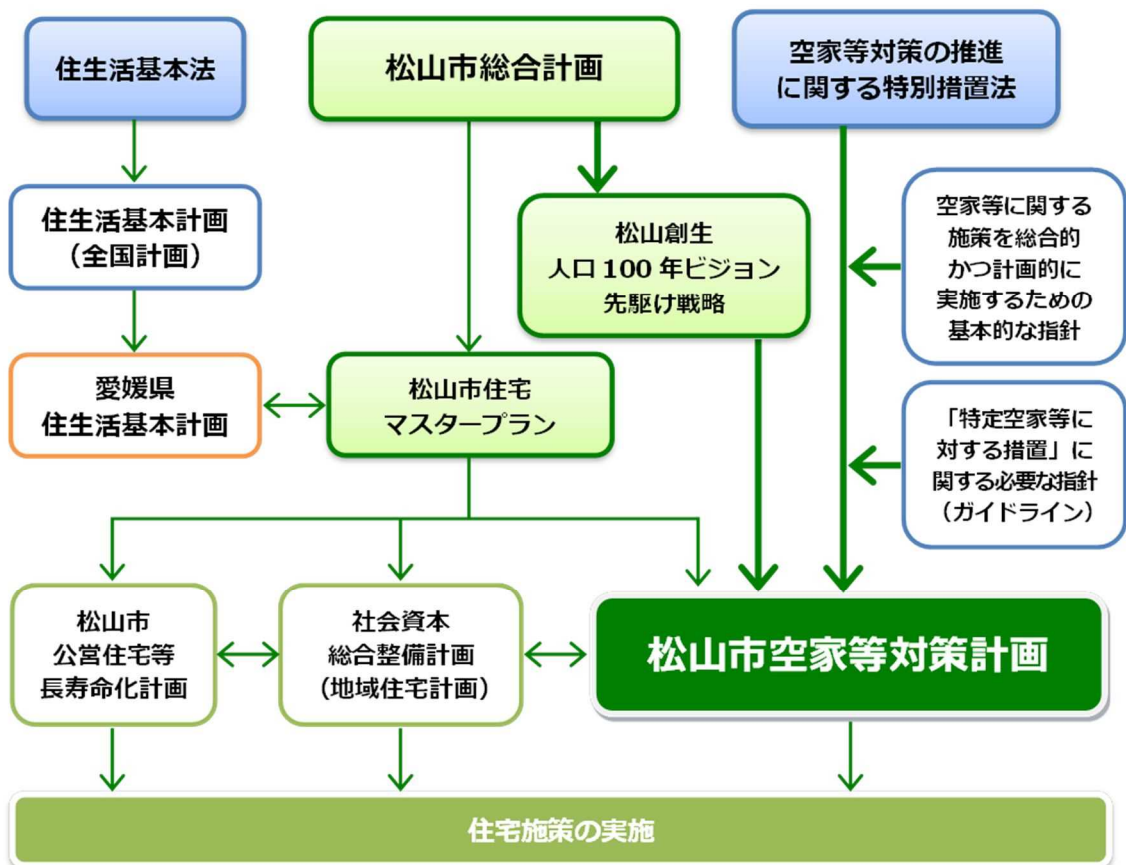 住生活基本法
松山市総合計画
空家等対策の推進
に関する特別措置法
住生活基本計画
（全国計画）
松山創生
人口 100 年ビジョン
先駆け戦略
空家等に関する
施策を総合的
かつ計画的に
実施するための
基本的な指針
愛媛県
住生活基本計画
松山市住宅
マスタープラン
「特定空家等に
対する措置」に
関する必要な指針
（ガイドライン）
松山市
公営住宅等
長寿命化計画
社会資本
総合整備計画
（地域住宅計画）
松山市空家等対策計画
住宅施策の実施